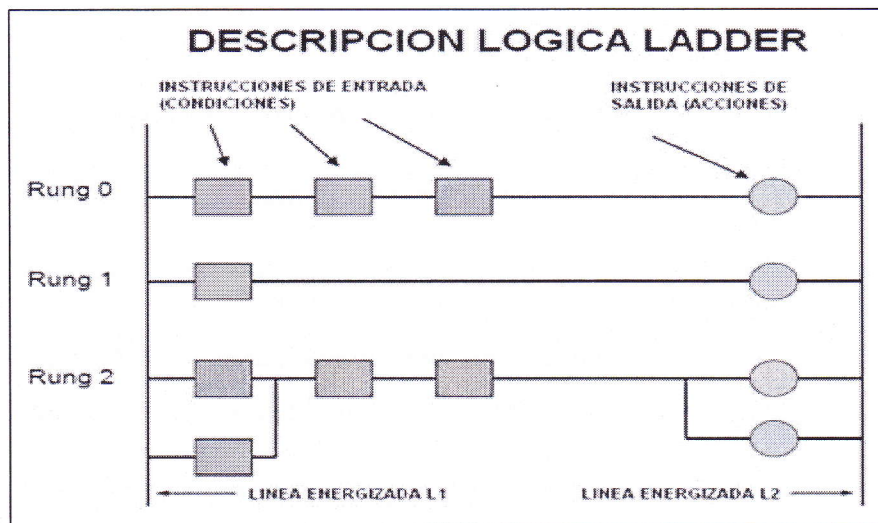 DESCRIPCION LOGICA LADDER
INSTRUCCIONES DE ENTRADA
(CONDICIONES)
INSTRUCCIONES DE
SALIDA (ACCIONES)
Rung 0
Rung 1
Rung 2
LINEA ENERGIZADA L1
LINEA ENERGIZADA L2